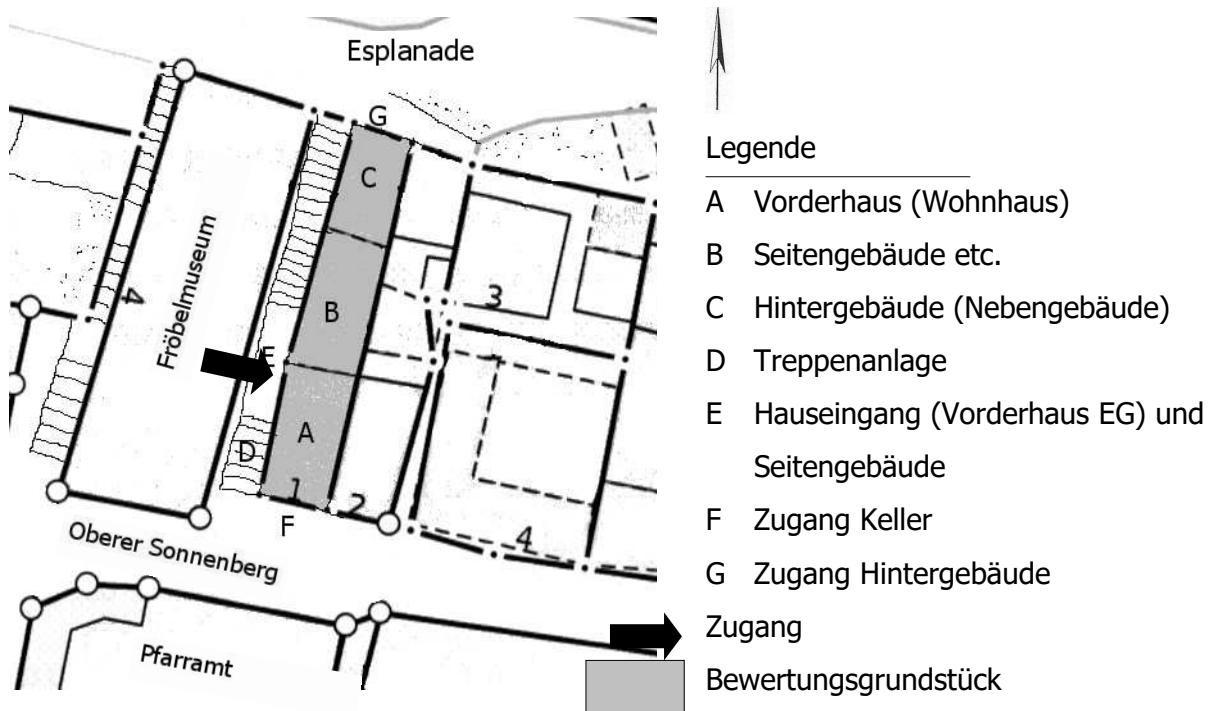 Esplanade
G
C
Fröbelmuseum
4
B
3
E
A
D
1
2
F
4
Oberer Sonnenberg
Pfarramt
Legende
A Vorderhaus (Wohnhaus)
B Seitengebäude etc.
C Hintergebäude (Nebengebäude)
D Treppenanlage
E Hauseingang (Vorderhaus EG) und
Seitengebäude
F Zugang Keller
G Zugang Hintergebäude
Zugang
Bewertungsgrundstück